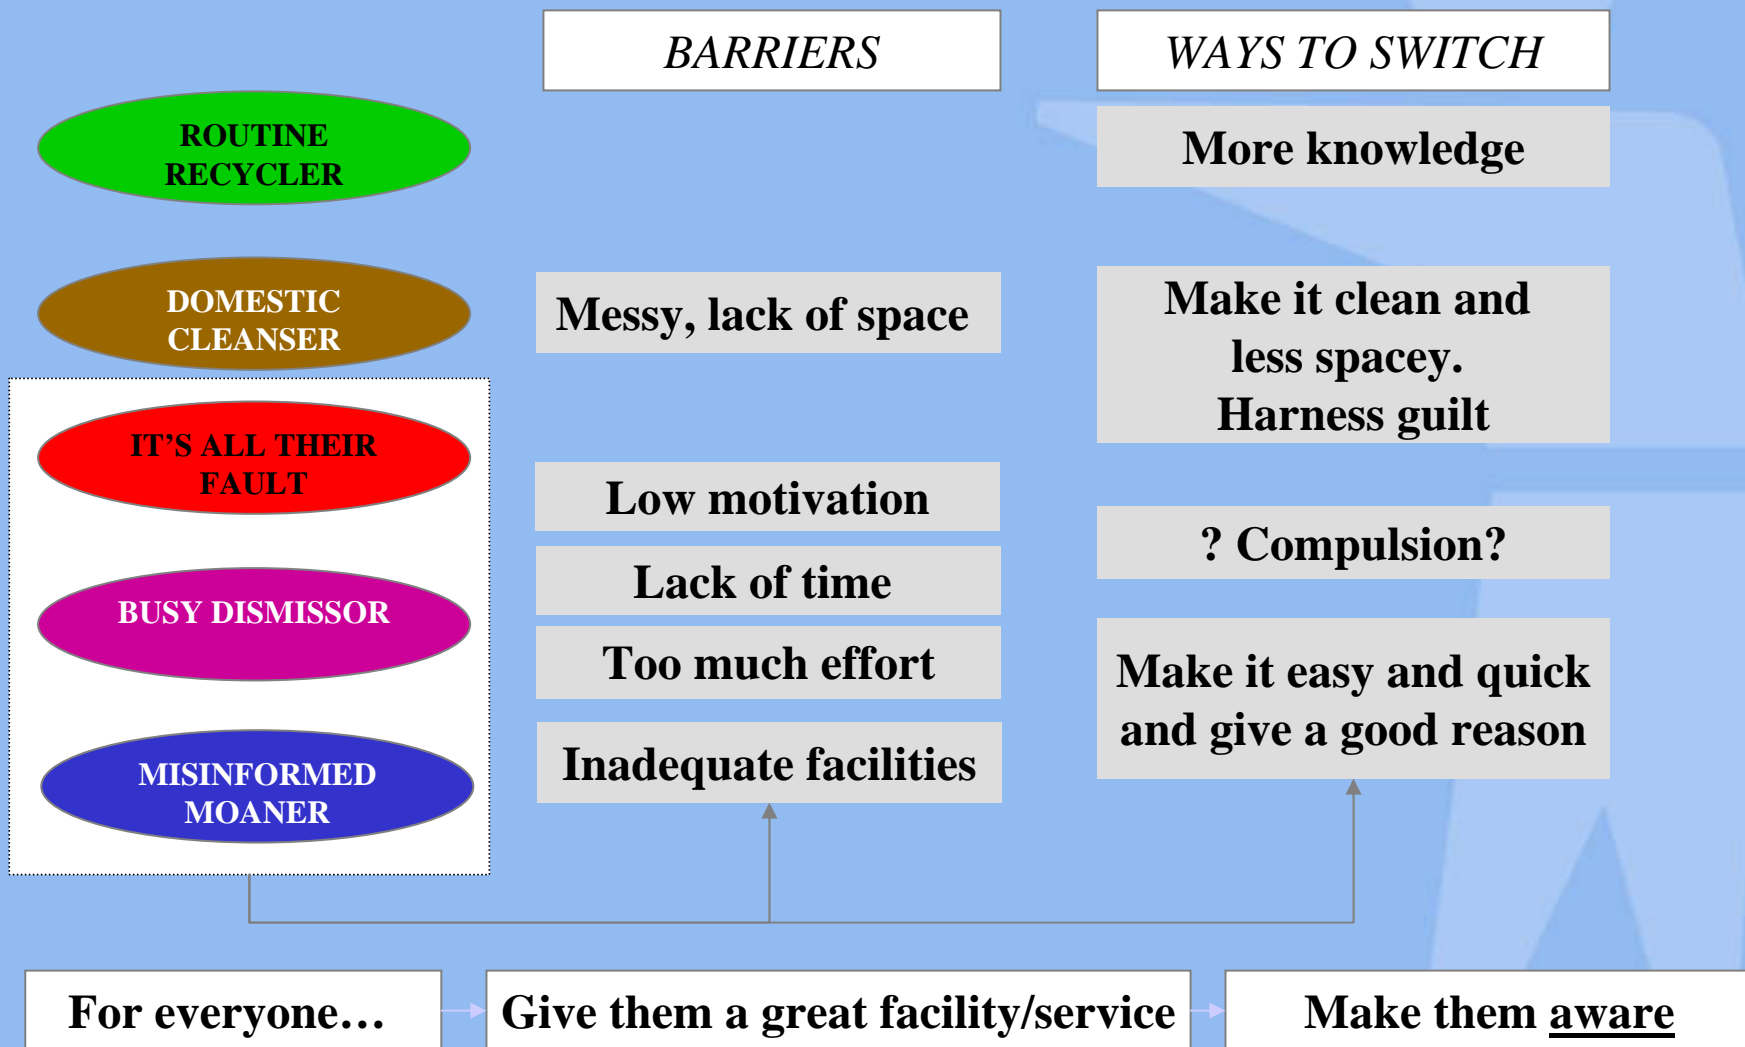 BARRIERS
WAYS TO SWITCH
ROUTINE
RECYCLER
More knowledge
DOMESTIC
CLEANSER
Messy, lack of space
Make it clean and
less spacey.
Harness guilt
IT’S ALL THEIR
FAULT
Low motivation
? Compulsion?
Lack of time
BUSY DISMISSOR
Too much effort
Make it easy and quick
and give a good reason
Inadequate facilities
MISINFORMED
MOANER
For everyone…
Give them a great facility/service
Make them aware